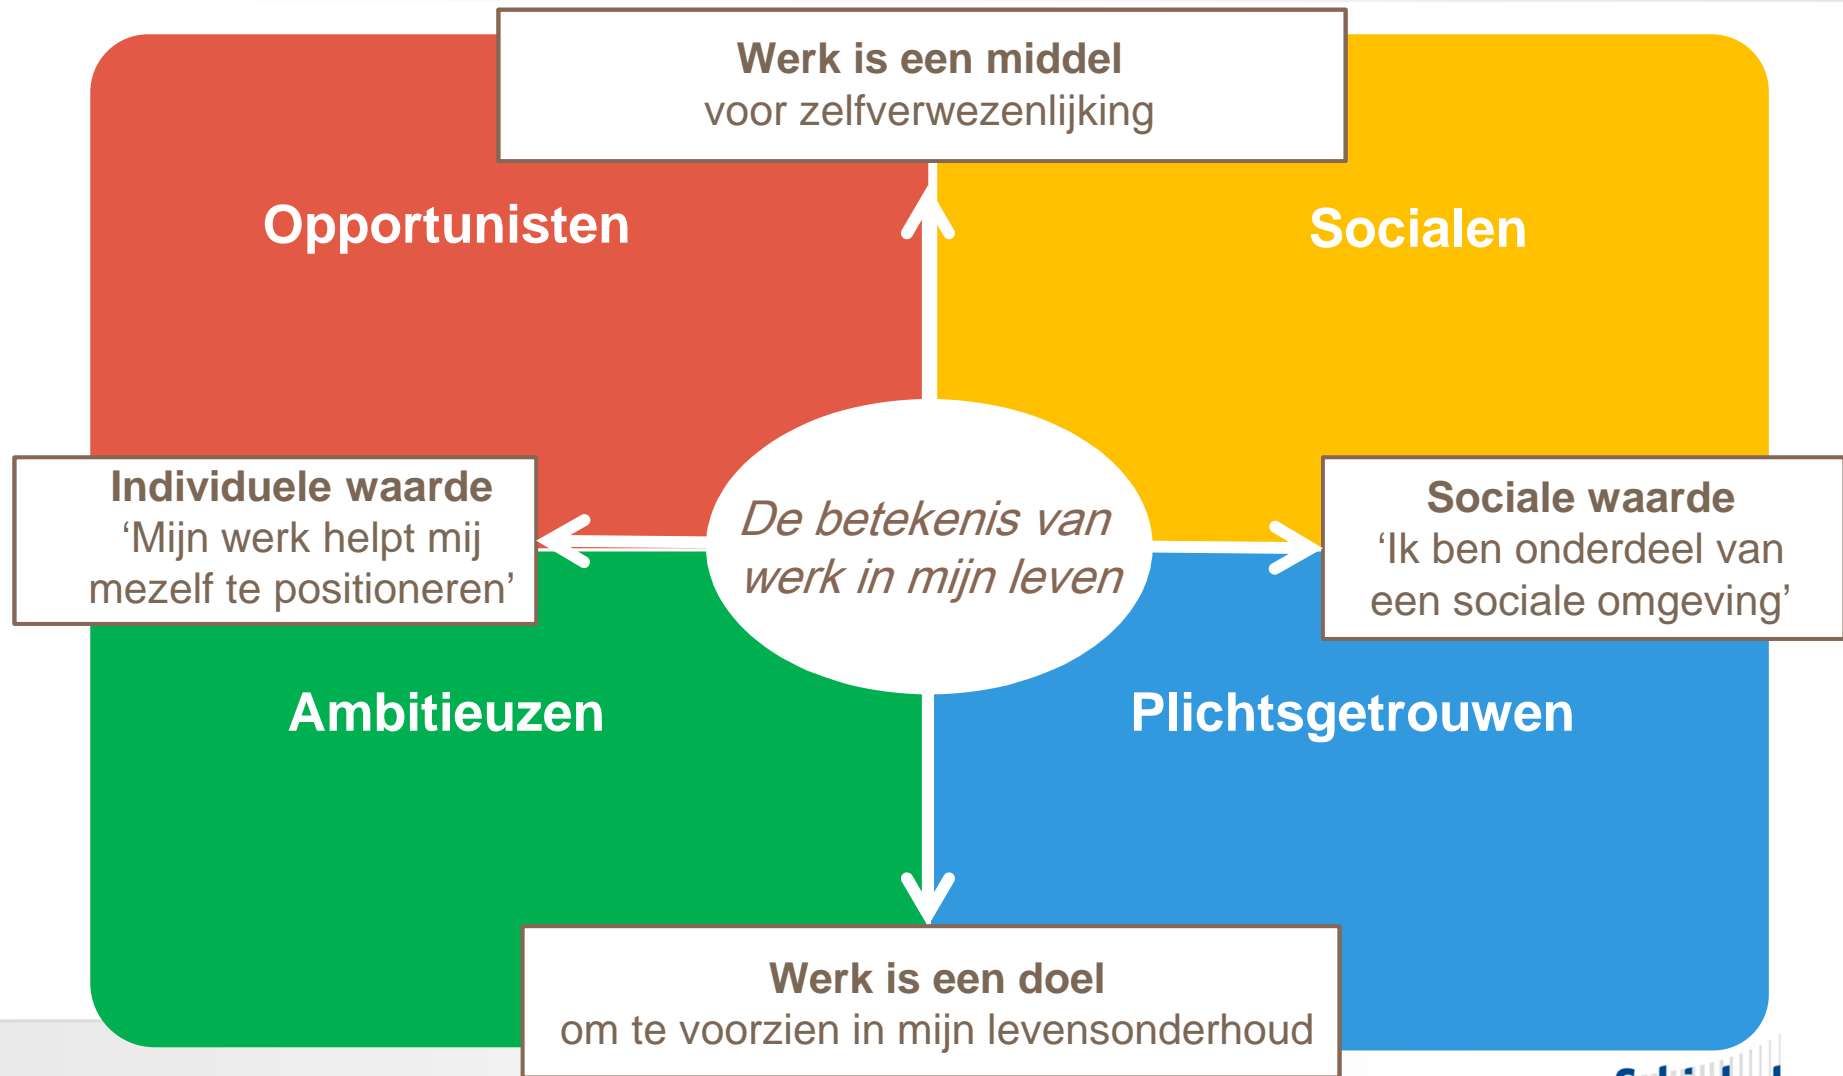 Werk is een middel
voor zelfverwezenlijking
Opportunisten
Socialen
Individuele waarde
‘Mijn werk helpt mij
mezelf te positioneren’
De betekenis van
werk in mijn leven
Sociale waarde
‘Ik ben onderdeel van
een sociale omgeving’
Ambitieuzen
Plichtsgetrouwen
Werk is een doel
om te voorzien in mijn levensonderhoud